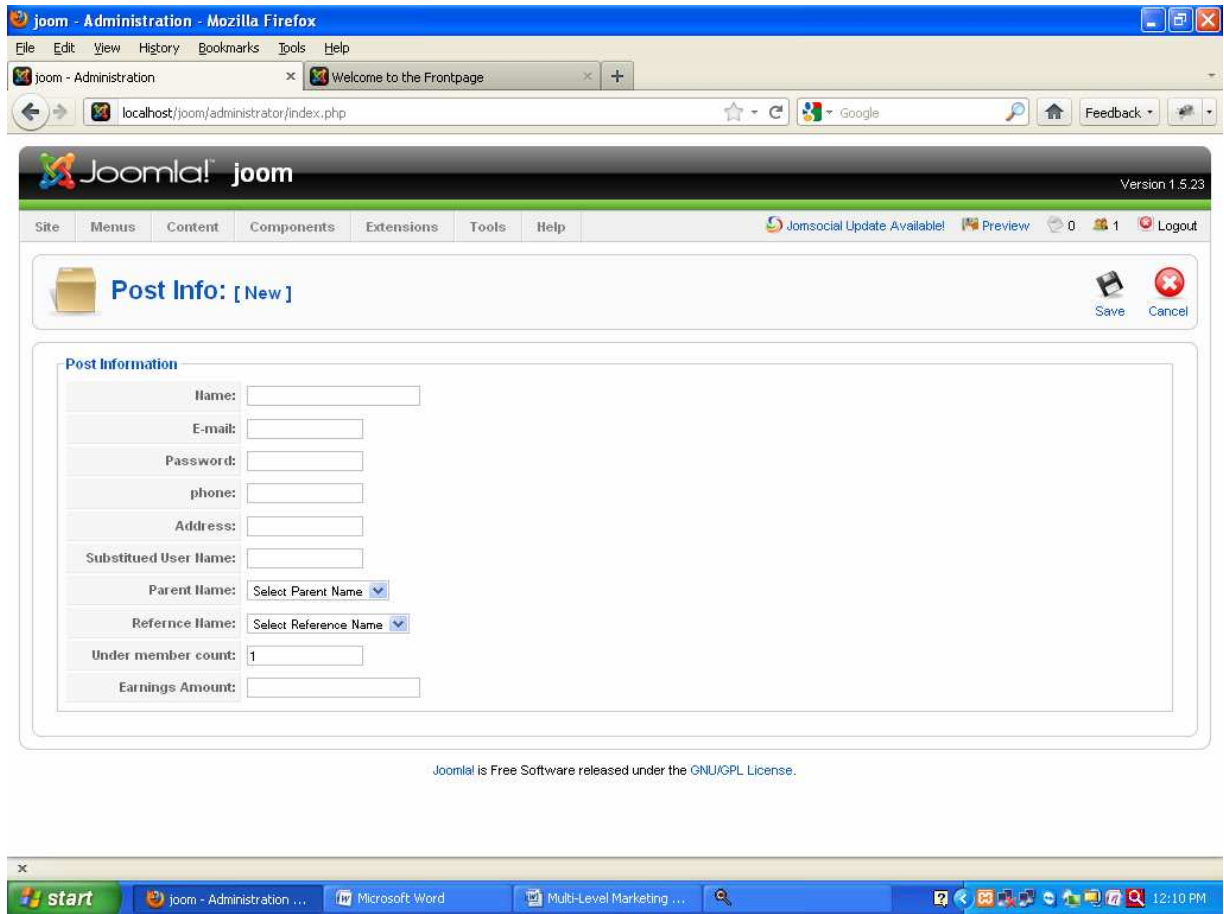 joom - Administration - Mozilla Firefox
File Edit View History Bookmarks Tools Help
joom - Administration Welcome to the Frontpage
localhost/joom/administrator/index.php Google Feedback
Joomla! joom
Version 1.5.23
Site Menus Content Components Extensions Tools Help Jomsocial Update Available! Preview 0 1 Logout
Post Info: [ New ]
Save Cancel
Post Information
Name:
E-mail:
Password:
phone:
Address:
Substitued User Name:
Parent Name: Select Parent Name
Refernce Name: Select Reference Name
Under member count: 1
Earnings Amount:
Joomla! is Free Software released under the GNU/GPL License.
start joom - Administration ... Microsoft Word Multi-Level Marketing ... 12:10 PM